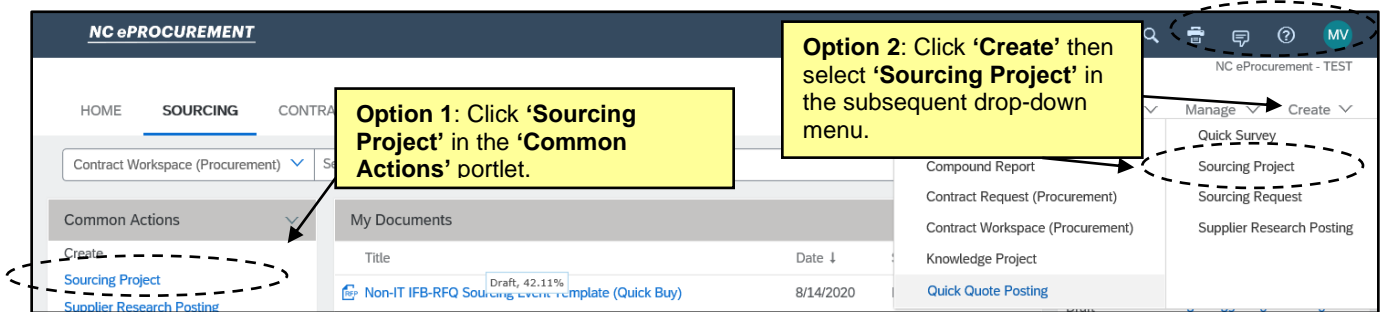 NC ePROCUREMENT
MV
Option 2: Click ‘Create’ then
select ‘Sourcing Project’ in
the subsequent drop-down
menu.
NC eProcurement - TEST
HOME SOURCING CONTRA
Manage Create
Option 1: Click ‘Sourcing
Project’ in the ‘Common
Actions’ portlet.
Contract Workspace (Procurement) Se
Quick Survey
Compound Report
Sourcing Project
Contract Request (Procurement)
Sourcing Request
Contract Workspace (Procurement)
Supplier Research Posting
Knowledge Project
Quick Quote Posting
Common Actions
My Documents
Create
Title Date ↓
Sourcing Project
Draft, 42.11%
RFP Non-IT IFB-RFQ Sourcing Event Template (Quick Buy) 8/14/2020
Supplier Research Posting
Draft